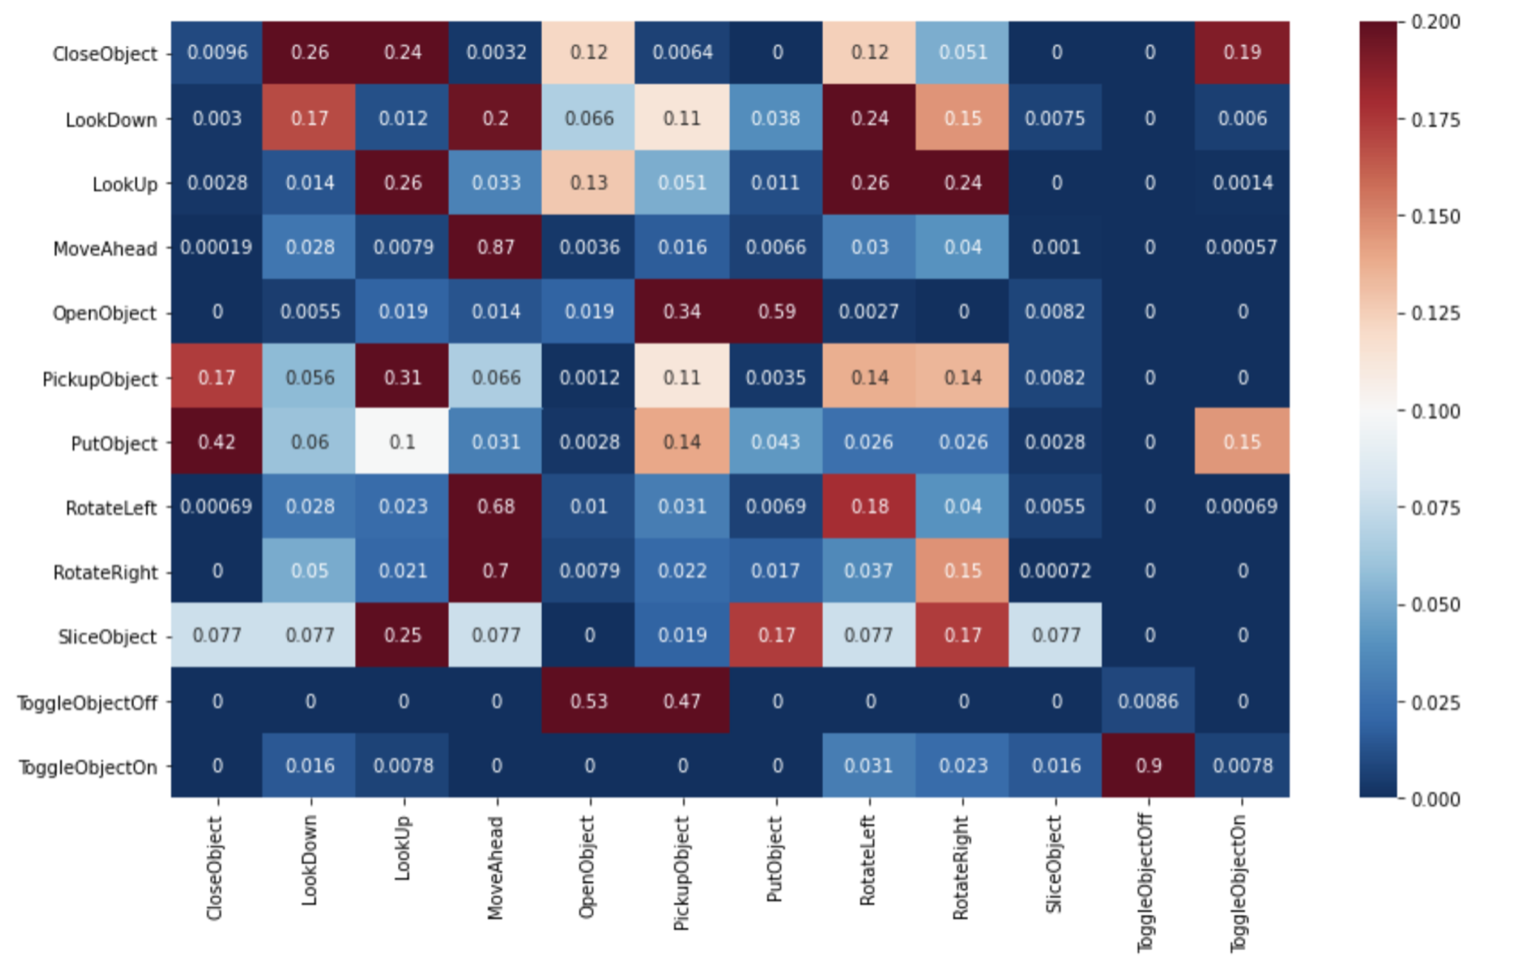 CloseObject 0.0096 0.26 0.24 0.0032 0.12 0.0064 0 0.12 0.051 0 0 0.19
LookDown 0.003 0.17 0.012 0.2 0.066 0.11 0.038 0.24 0.15 0.0075 0 0.006
LookUp 0.0028 0.014 0.26 0.033 0.13 0.051 0.011 0.26 0.24 0 0 0.0014
MoveAhead 0.00019 0.028 0.0079 0.87 0.0036 0.016 0.0066 0.03 0.04 0.001 0 0.00057
OpenObject 0 0.0055 0.019 0.014 0.019 0.34 0.59 0.0027 0 0.0082 0 0
PickupObject 0.17 0.056 0.31 0.066 0.0012 0.11 0.0035 0.14 0.14 0.0082 0 0
PutObject 0.42 0.06 0.1 0.031 0.0028 0.14 0.043 0.026 0.026 0.0028 0 0.15
RotateLeft 0.00069 0.028 0.023 0.68 0.01 0.031 0.0069 0.18 0.04 0.0055 0 0.00069
RotateRight 0 0.05 0.021 0.7 0.0079 0.022 0.017 0.037 0.15 0.00072 0 0
SliceObject 0.077 0.077 0.25 0.077 0 0.019 0.17 0.077 0.17 0.077 0 0
ToggleObjectOff 0 0 0 0 0.53 0.47 0 0 0 0 0.0086 0
ToggleObjectOn 0 0.016 0.0078 0 0 0 0 0.031 0.023 0.016 0.9 0.0078
CloseObject
LookDown
LookUp
MoveAhead
OpenObject
PickupObject
PutObject
RotateLeft
RotateRight
SliceObject
ToggleObjectOff
ToggleObjectOn
0.200
0.175
0.150
0.125
0.100
0.075
0.050
0.025
0.000